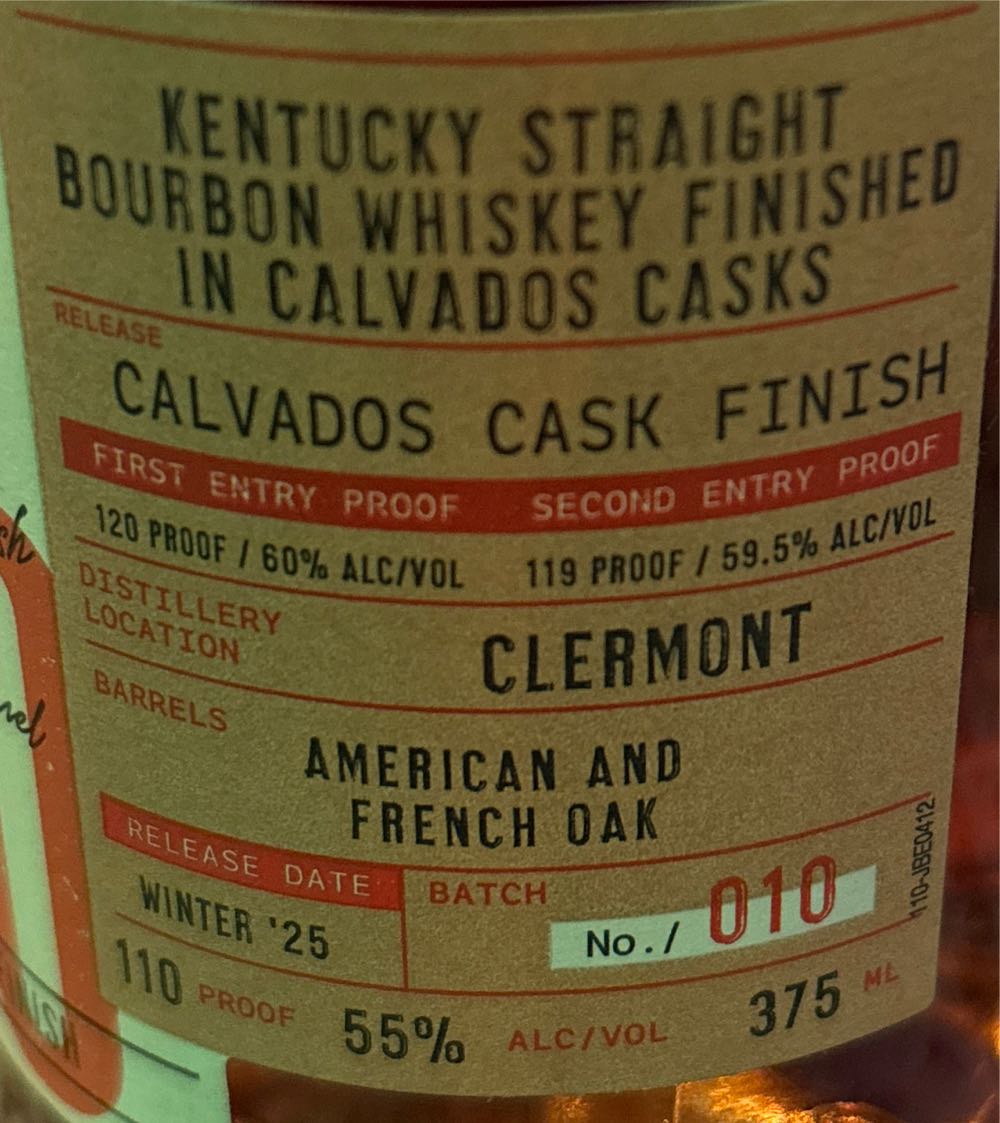 KENTUCKY STRAIGHT
BOURBON WHISKEY FINISHED
IN CALVADOS CASKS
RELEASE
CALVADOS CASK FINISH
FIRST ENTRY PROOF SECOND ENTRY PROOF
120 PROOF / 60% ALC/VOL 119 PROOF / 59.5% ALC/VOL
DISTILLERY
LOCATION
CLERMONT
BARRELS
AMERICAN AND
FRENCH OAK
RELEASE DATE
WINTER '25
BATCH
No./ 010
110 PROOF 55% ALC/VOL 375 ML
110-JBE0412